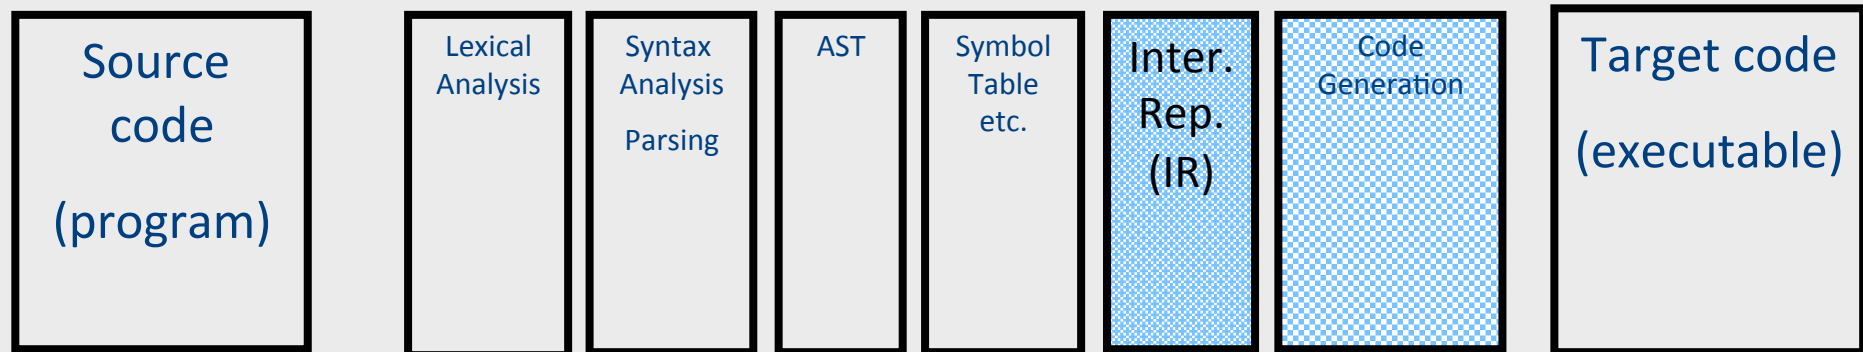 Source
code
(program)
Lexical
Analysis
Syntax
Analysis
Parsing
AST
Symbol
Table
etc.
Inter.
Rep.
(IR)
Code
Generation
Target code
(executable)